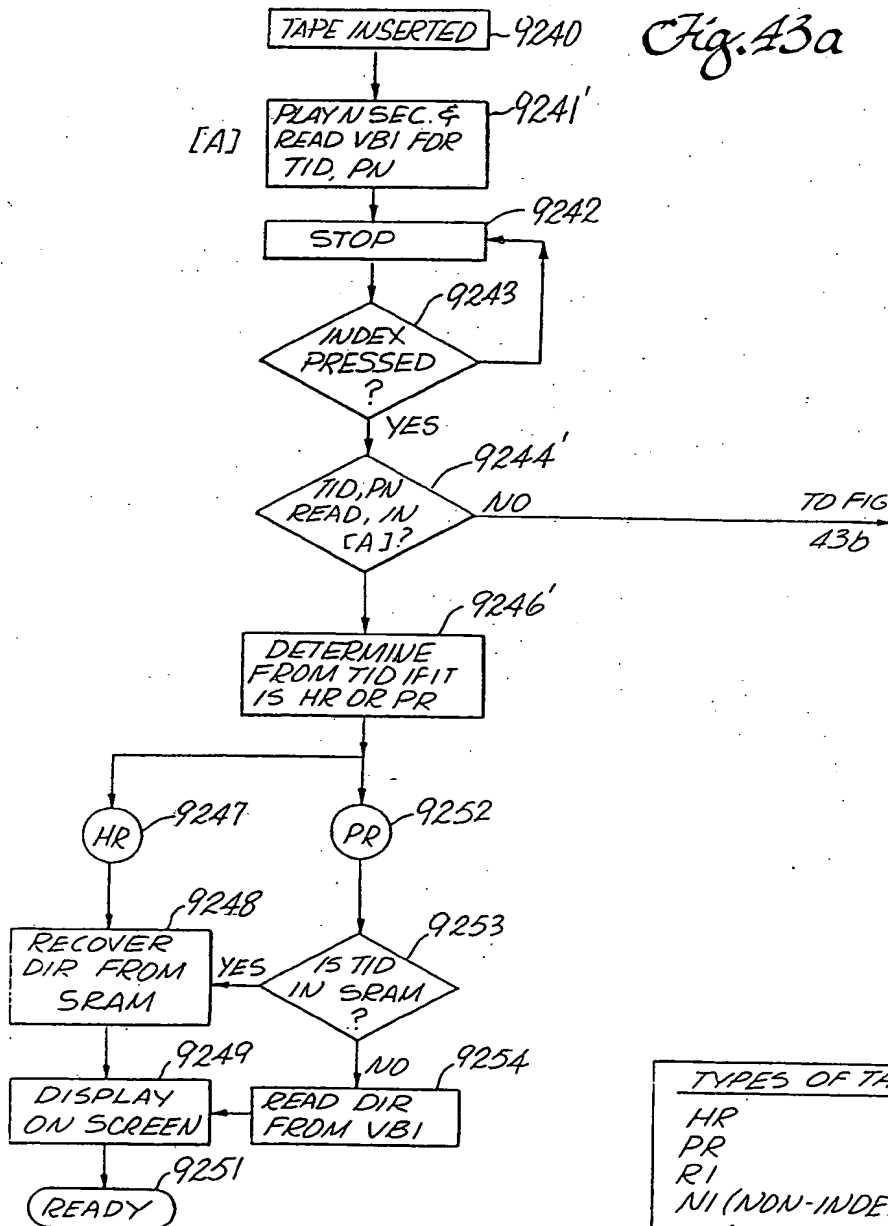 Fig. 43a
TAPE INSERTED
9240
[A]
PLAY N SEC. &
READ VBI FOR
TID, PN
9241'
STOP
9242
INDEX
PRESSED
?
9243
YES
TID, PN
READ, IN
[A]?
9244'
NO
TO FIG
43b
DETERMINE
FROM TID IF IT
IS HR OR PR
9246'
HR
9247
PR
9252
RECOVER
DIR FROM
SRAM
9248
YES
IS TID
IN SRAM
?
9253
NO
DISPLAY
ON SCREEN
9249
READ DIR
FROM VBI
9254
READY
9251
TYPES OF TA
HR
PR
RI
NI (NON-INDE